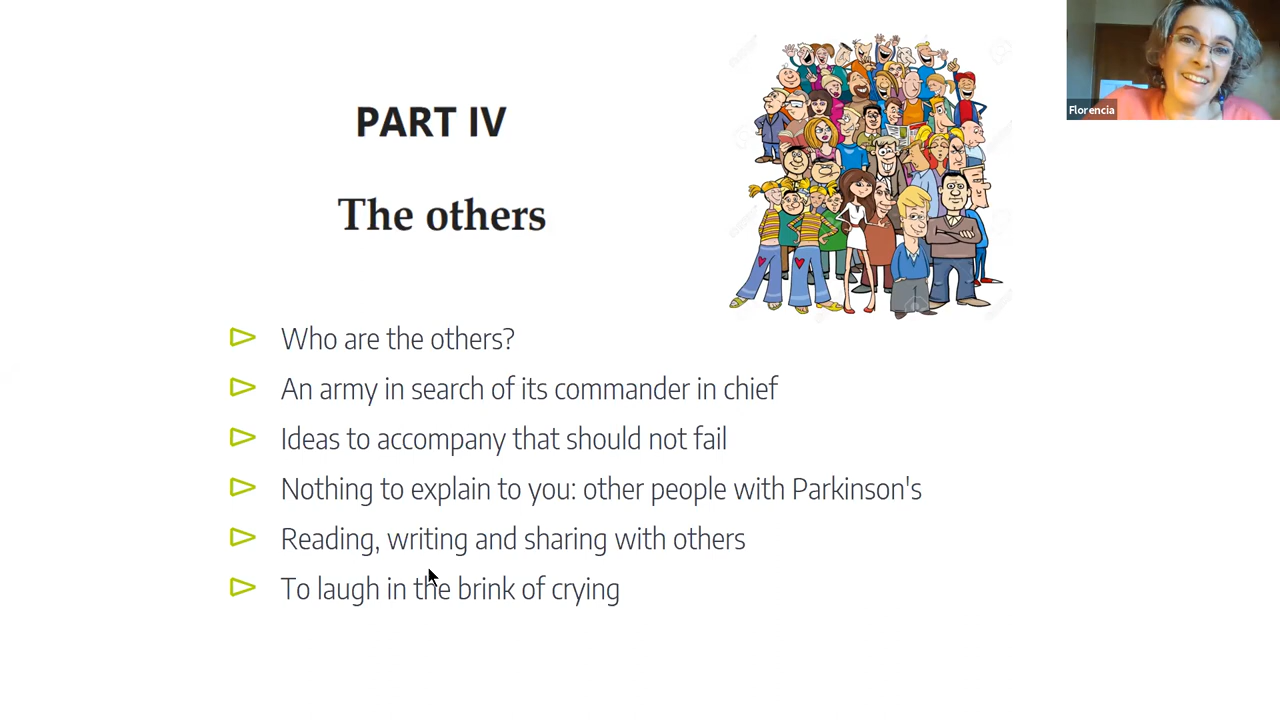 PART IV
The others
Florencia
Who are the others?
An army in search of its commander in chief
Ideas to accompany that should not fail
Nothing to explain to you: other people with Parkinson's
Reading, writing and sharing with others
To laugh in the brink of crying